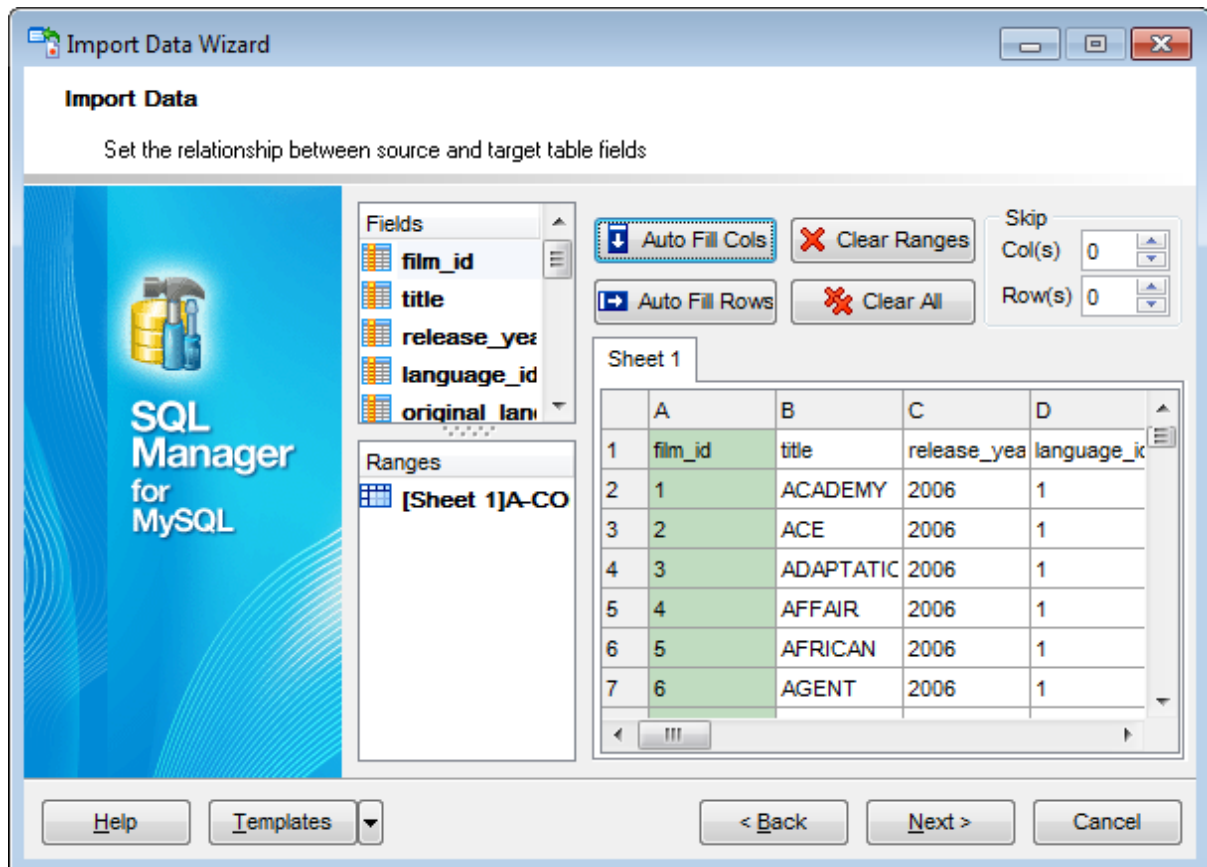 Import Data Wizard
Import Data
Set the relationship between source and target table fields
SQL
Manager
for
MySQL
Fields
film_id
title
release_yea
language_id
original_lan
Ranges
[Sheet 1]A-CO
Auto Fill Cols
Clear Ranges
Auto Fill Rows
Clear All
Skip
Col(s) 0
Row(s) 0
Sheet 1
A B C D
1 film_id title release_yea language_ic
2 1 ACADEMY 2006 1
3 2 ACE 2006 1
4 3 ADAPTATIC 2006 1
5 4 AFFAIR 2006 1
6 5 AFRICAN 2006 1
7 6 AGENT 2006 1
Help Templates < Back Next > Cancel